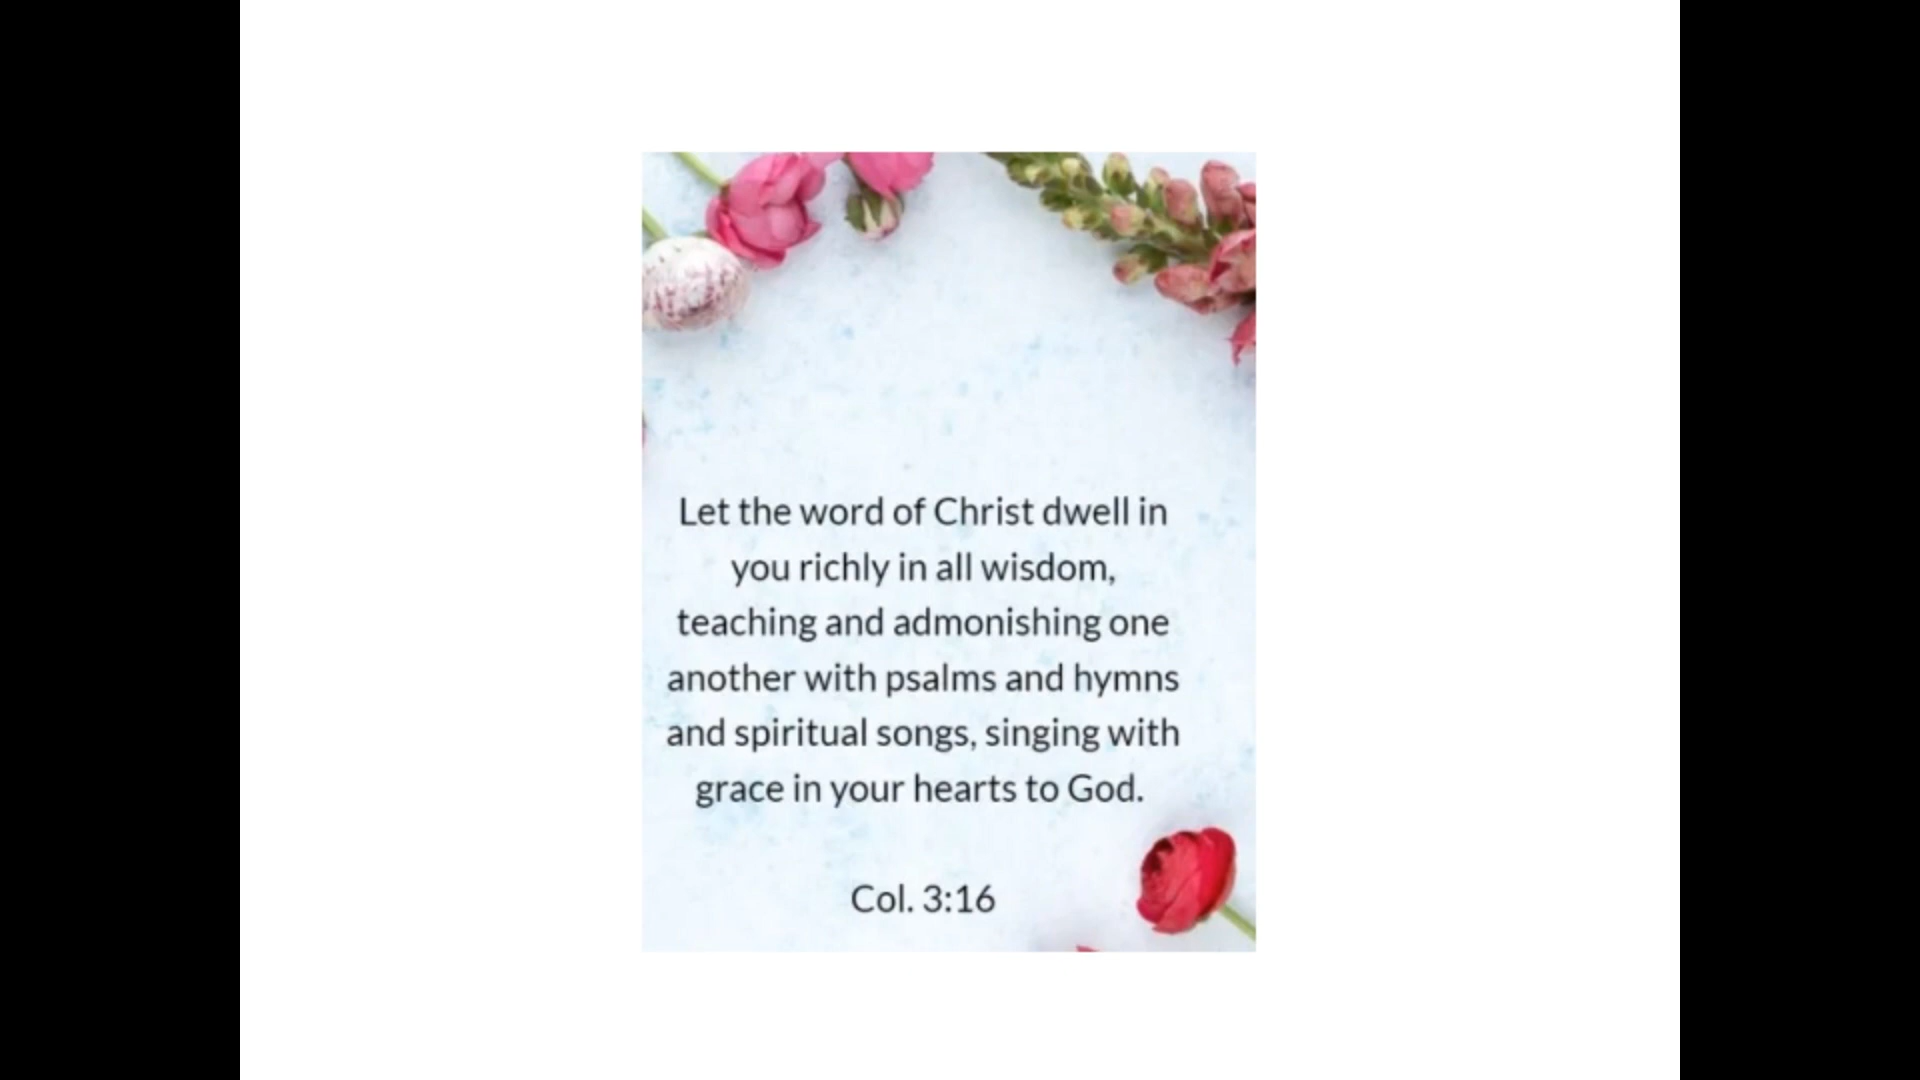 Let the word of Christ dwell in
you richly in all wisdom,
teaching and admonishing one
another with psalms and hymns
and spiritual songs, singing with
grace in your hearts to God.
Col. 3:16